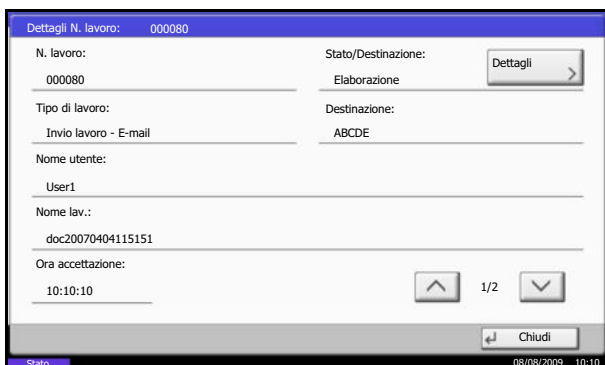 Dettagli N. lavoro: 000080
N. lavoro:
000080
Stato/Destinazione:
Elaborazione
Dettagli
Tipo di lavoro:
Invio lavoro - E-mail
Destinazione:
ABCDE
Nome utente:
User1
Nome lav.:
doc20070404115151
Ora accettazione:
10:10:10
1/2
Chiudi
Stato 08/08/2009 10:10